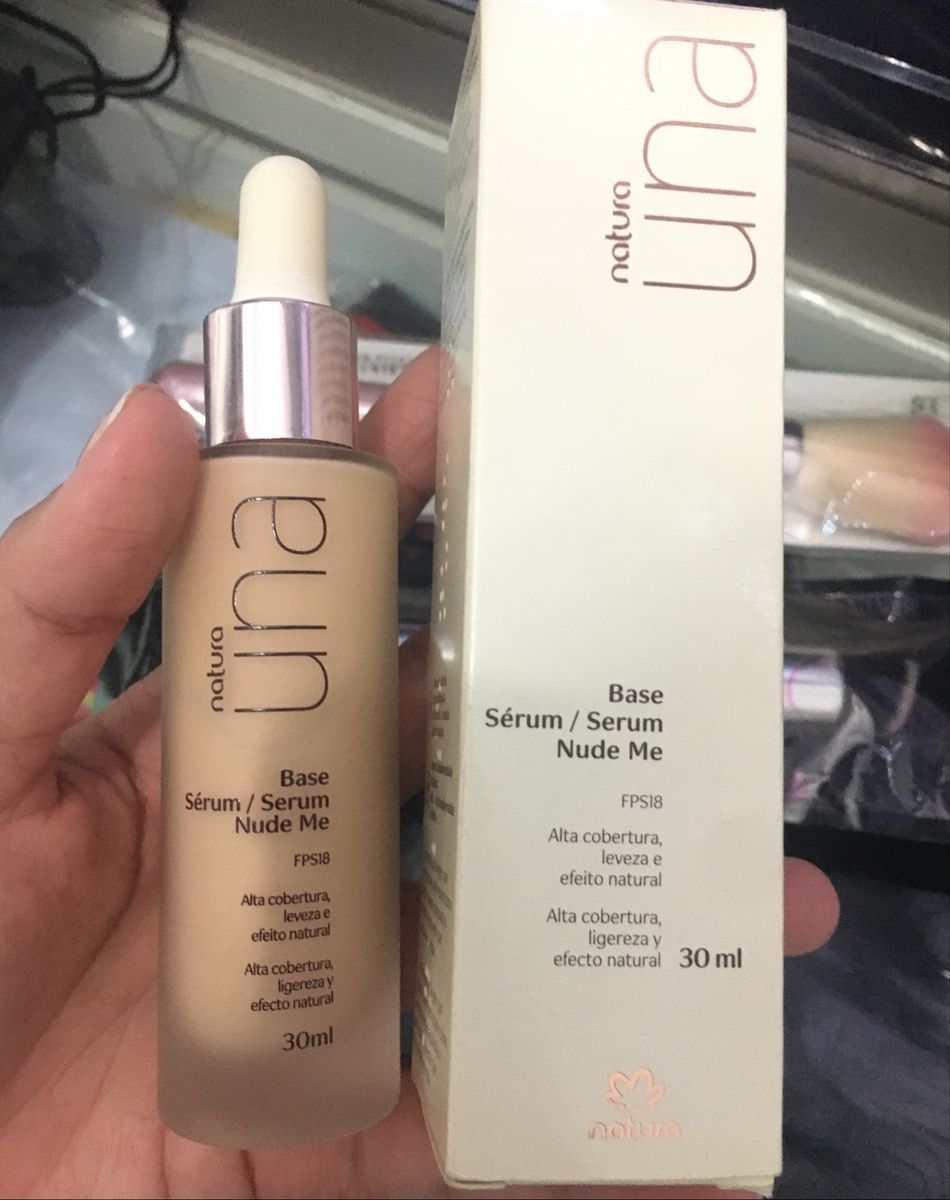 natura
una
Base
Sérum / Serum
Nude Me
FPS18
Alta cobertura,
leveza e
efeito natural
Alta cobertura,
ligereza y
efecto natural
30ml
natura
una
Base
Sérum / Serum
Nude Me
FPS18
Alta cobertura,
leveza e
efeito natural
Alta cobertura,
ligereza y
efecto natural
30 ml
natura